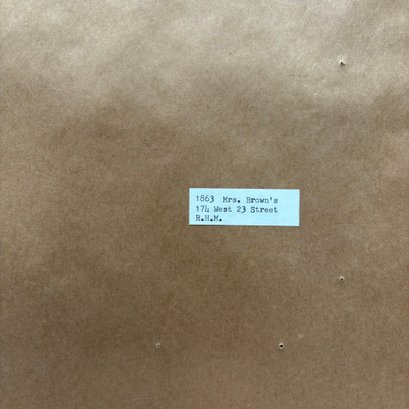 1863 Mrs. Brown's
174 West 23 Street
R.H.M.